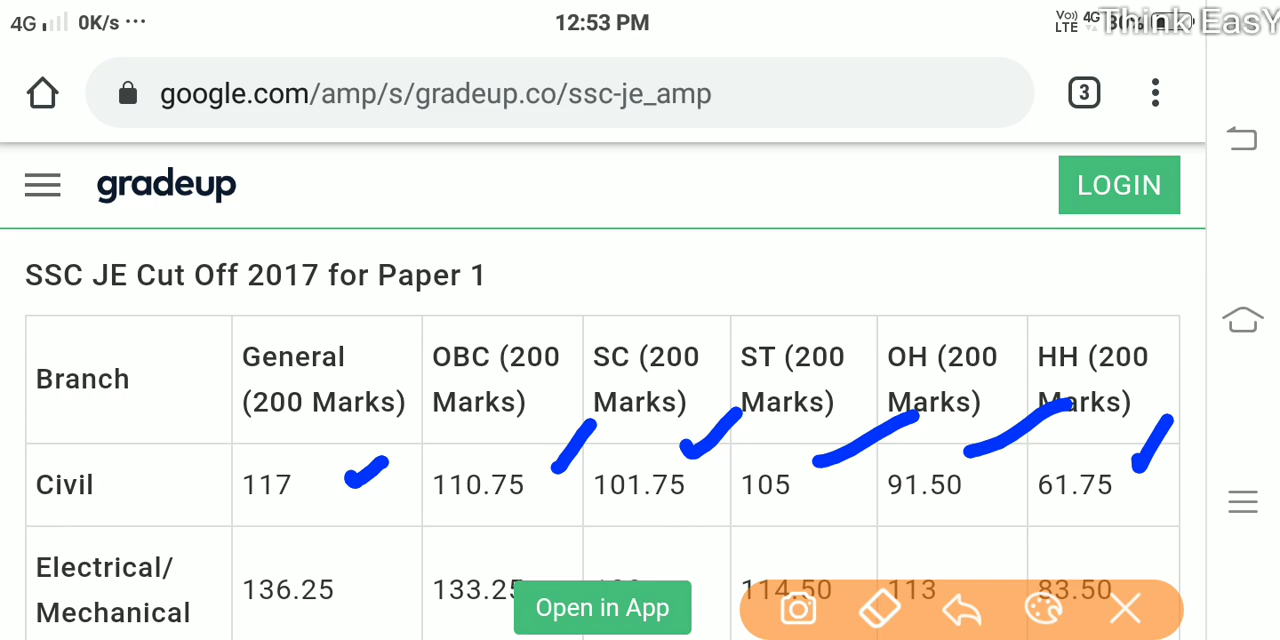 4G 0K/s ··· 12:53 PM Vo) LTE 4G Think EasY
google.com/amp/s/gradeup.co/ssc-je_amp 3
gradeup LOGIN
SSC JE Cut Off 2017 for Paper 1
Branch General (200 Marks) OBC (200 Marks) SC (200 Marks) ST (200 Marks) OH (200 Marks) HH (200 Marks)
Civil 117 110.75 101.75 105 91.50 61.75
Electrical/ Mechanical 136.25 133.25 114.50 113 83.50
Open in App